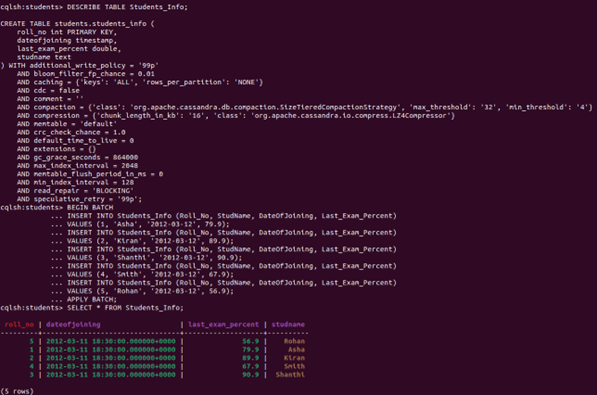 cqlsh:students> DESCRIBE TABLE Students_Info;
CREATE TABLE students.students_info (
    roll_no int PRIMARY KEY,
    dateofjoining timestamp,
    last_exam_percent double,
    studname text
) WITH additional_write_policy = '99p'
    AND bloom_filter_fp_chance = 0.01
    AND caching = {'keys': 'ALL', 'rows_per_partition': 'NONE'}
    AND cdc = false
    AND comment = ''
    AND compaction = {'class': 'org.apache.cassandra.db.compaction.SizeTieredCompactionStrategy', 'max_threshold': '32', 'min_threshold': '4'}
    AND compression = {'chunk_length_in_kb': '16', 'class': 'org.apache.cassandra.io.compress.LZ4Compressor'}
    AND memtable = 'default'
    AND crc_check_chance = 1.0
    AND default_time_to_live = 0
    AND extensions = {}
    AND gc_grace_seconds = 864000
    AND max_index_interval = 2048
    AND memtable_flush_period_in_ms = 0
    AND min_index_interval = 128
    AND read_repair = 'BLOCKING'
    AND speculative_retry = '99p';
cqlsh:students> BEGIN BATCH
            ... INSERT INTO Students_Info (Roll_No, StudName, DateOfJoining, Last_Exam_Percent)
            ... VALUES (1, 'Asha', '2012-03-12', 79.9);
            ... INSERT INTO Students_Info (Roll_No, StudName, DateOfJoining, Last_Exam_Percent)
            ... VALUES (2, 'Kiran', '2012-03-12', 89.9);
            ... INSERT INTO Students_Info (Roll_No, StudName, DateOfJoining, Last_Exam_Percent)
            ... VALUES (3, 'Shanthi', '2012-03-12', 90.9);
            ... INSERT INTO Students_Info (Roll_No, StudName, DateOfJoining, Last_Exam_Percent)
            ... VALUES (4, 'Smith', '2012-03-12', 67.9);
            ... INSERT INTO Students_Info (Roll_No, StudName, DateOfJoining, Last_Exam_Percent)
            ... VALUES (5, 'Rohan', '2012-03-12', 56.9);
            ... APPLY BATCH;
cqlsh:students> SELECT * FROM Students_Info;
 roll_no | dateofjoining                   | last_exam_percent | studname
---------+---------------------------------+-------------------+----------
       5 | 2012-03-11 18:30:00.000000+0000 |              56.9 |    Rohan
       1 | 2012-03-11 18:30:00.000000+0000 |              79.9 |     Asha
       2 | 2012-03-11 18:30:00.000000+0000 |              89.9 |    Kiran
       4 | 2012-03-11 18:30:00.000000+0000 |              67.9 |    Smith
       3 | 2012-03-11 18:30:00.000000+0000 |              90.9 |  Shanthi
(5 rows)